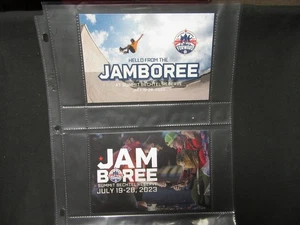 HELLO FROM THE
JAMBOREE
AT SUMMIT BECHTEL RESERVE
JAM
BOREE
SUMMIT BECHTEL RESERVE
JULY 19-28, 2023